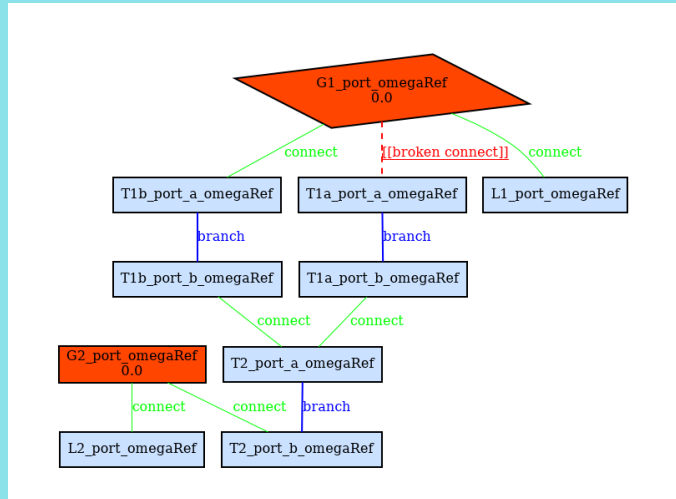 G1_port_omegaRef
0.0
connect
[[broken connect]]
connect
T1b_port_a_omegaRef
T1a_port_a_omegaRef
L1_port_omegaRef
branch
branch
T1b_port_b_omegaRef
T1a_port_b_omegaRef
connect
connect
G2_port_omegaRef
0.0
T2_port_a_omegaRef
connect
connect
branch
L2_port_omegaRef
T2_port_b_omegaRef